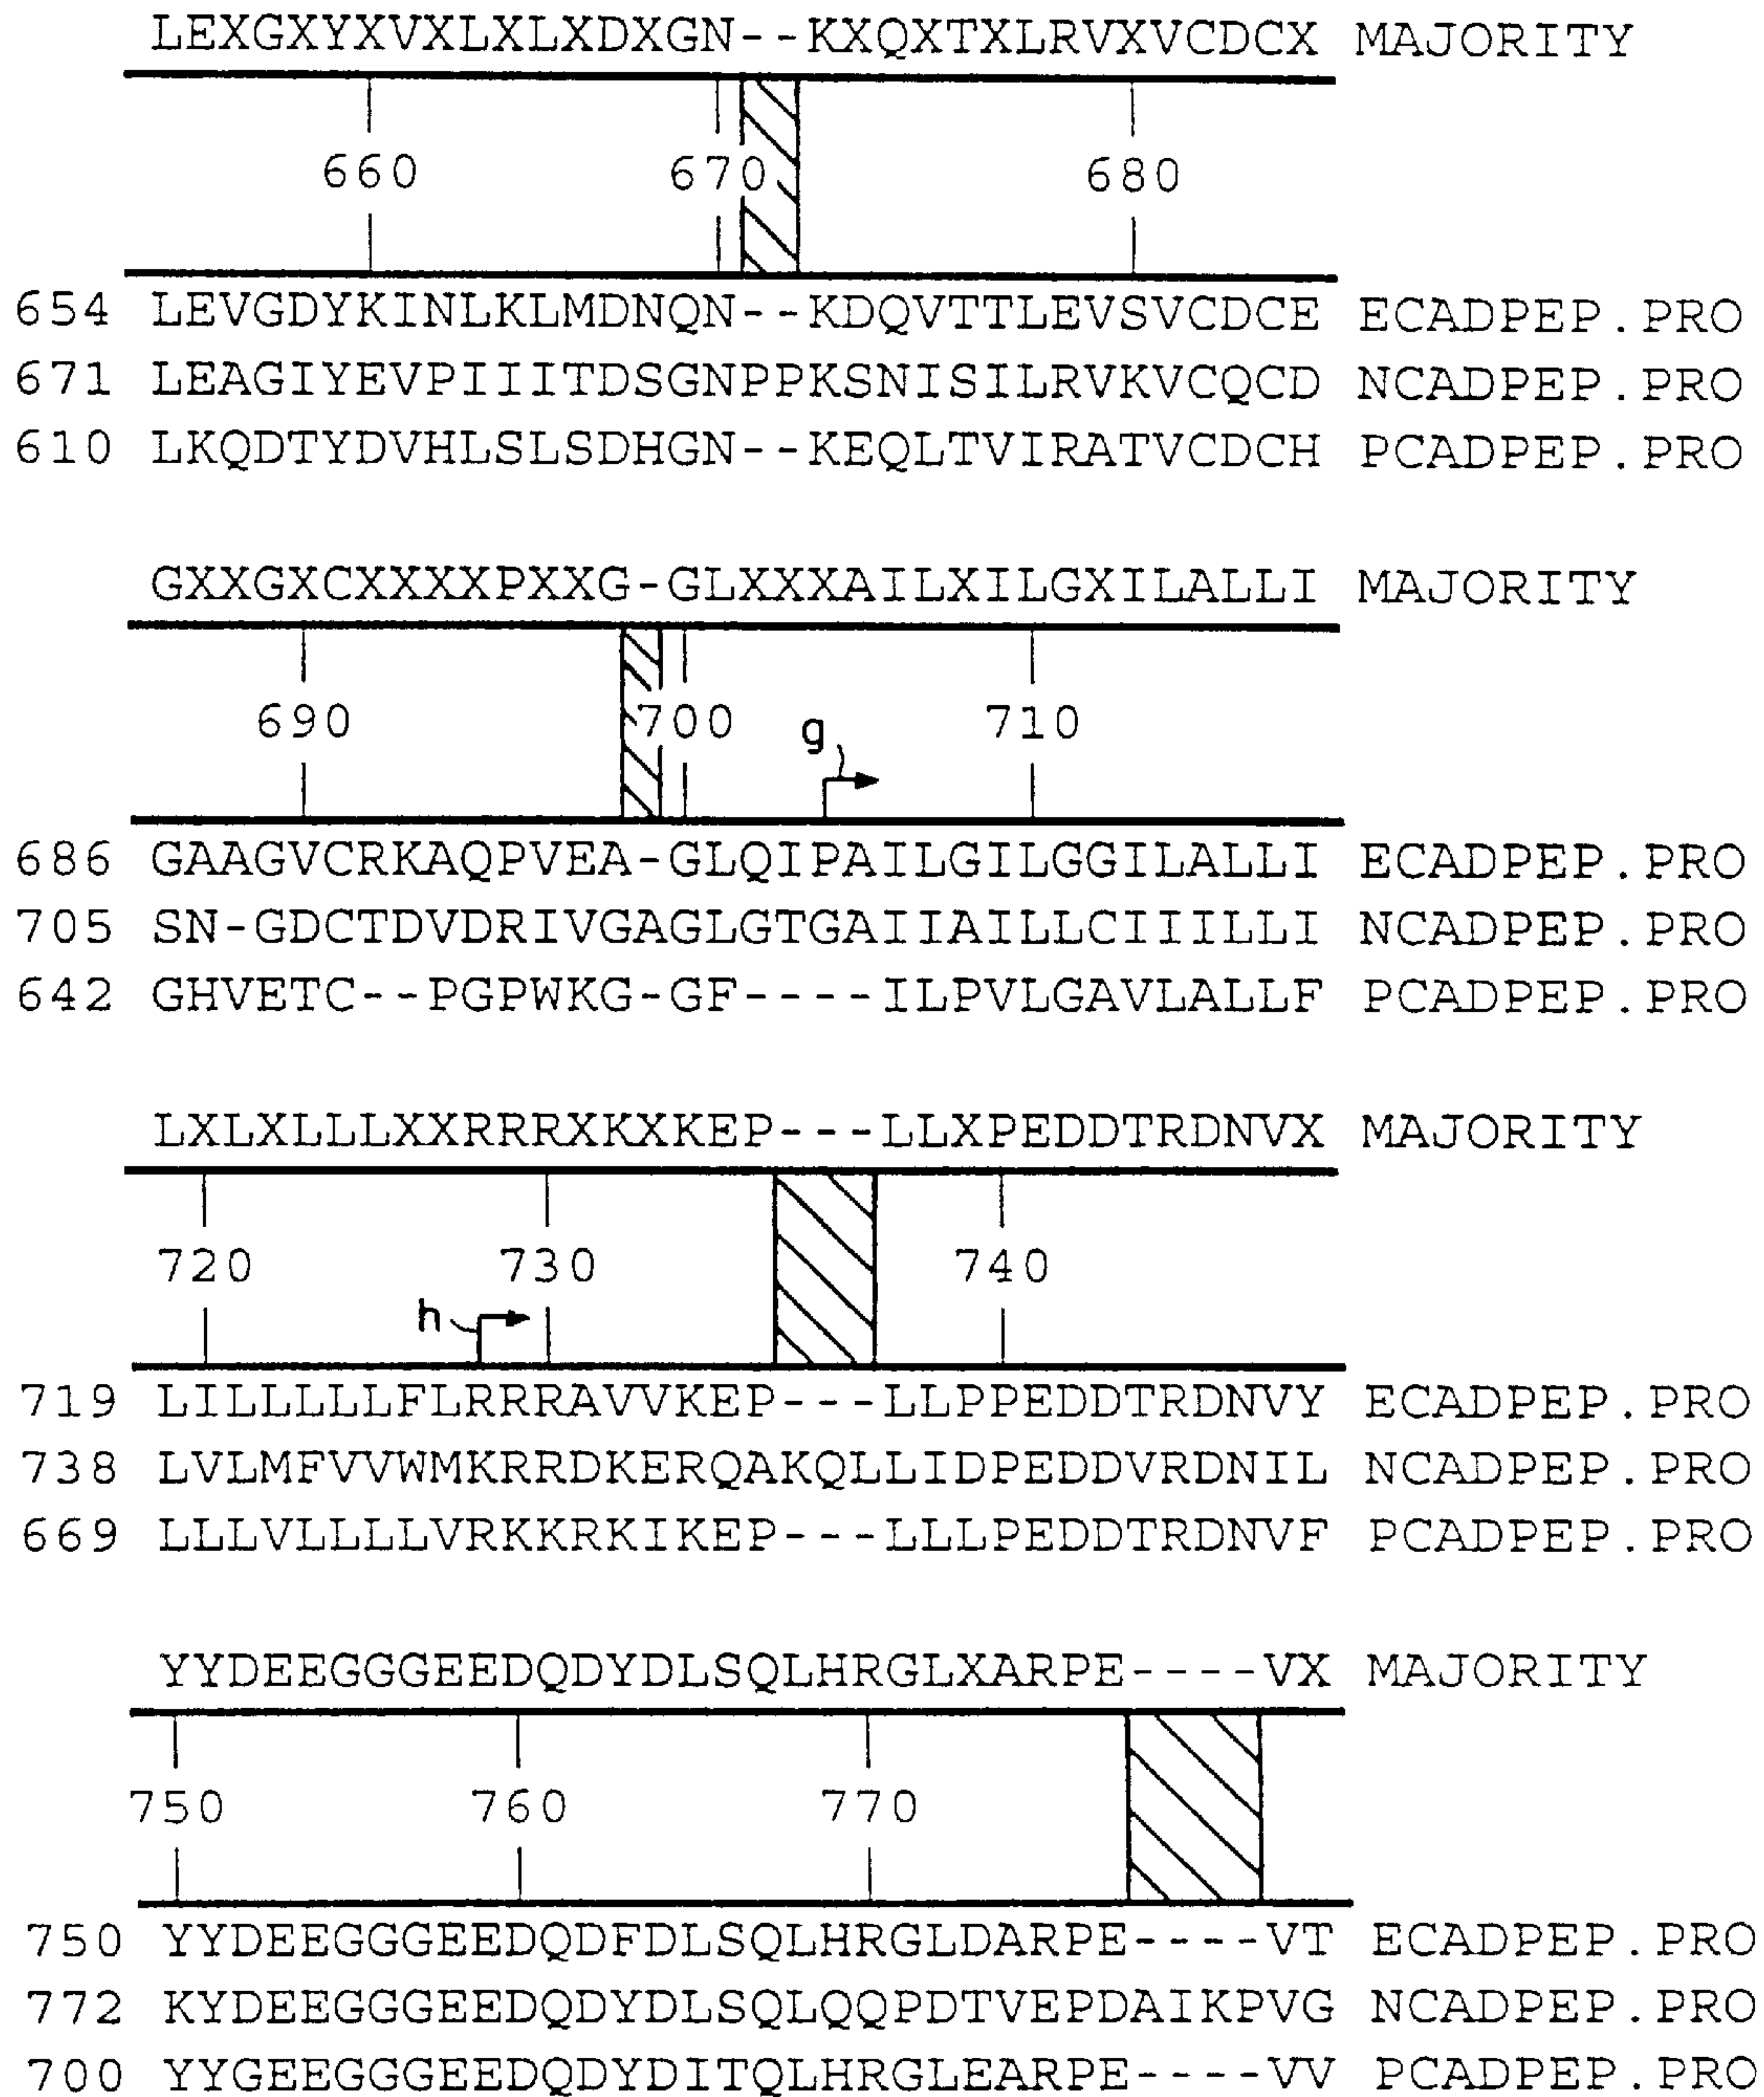 LEXGXYXVXLXLXDXGN--KXQXTXLRVXVCDCX MAJORITY
660 670 680
654 LEVGDYKINLKLMDNQN--KDQVTTLEVSVCDCE ECADPEP.PRO
671 LEAGIYEVPIIITDSGNPPKSNISILRVKVCQCD NCADPEP.PRO
610 LKQDTYDVHLSLSDHGN--KEQLTVIRATVCDCH PCADPEP.PRO
GXXGXCXXXXPXXG-GLXXXAILXILGXILALLI MAJORITY
690 700 g 710
686 GAAGVCRKAQPVEA-GLQIPAILGILGGILALLI ECADPEP.PRO
705 SN-GDCTDVDRIVGAGLGTGAIIAILLCIIILLI NCADPEP.PRO
642 GHVETC--PGPWKG-GF----ILPVLGAVLALLF PCADPEP.PRO
LXLXLLLXXRRRXKXKEP---LLXPEDDTRDNVX MAJORITY
720 h 730 740
719 LILLLLLFLRRRAVVKEP---LLPPEDDTRDNVY ECADPEP.PRO
738 LVLMFVVWMKRRDKERQAKQLLIDPEDDVRDNIL NCADPEP.PRO
669 LLLVLLLLVRKKRKIKEP---LLLPEDDTRDNVF PCADPEP.PRO
YYDEEGGGEEDQDYDLSQLHRGLXARPE----VX MAJORITY
750 760 770
750 YYDEEGGGEEDQDFDLSQLHRGLDARPE----VT ECADPEP.PRO
772 KYDEEGGGEEDQDYDLSQLQQPDTVEPDAIKPVG NCADPEP.PRO
700 YYGEEGGGEEDQDYDITQLHRGLEARPE----VV PCADPEP.PRO